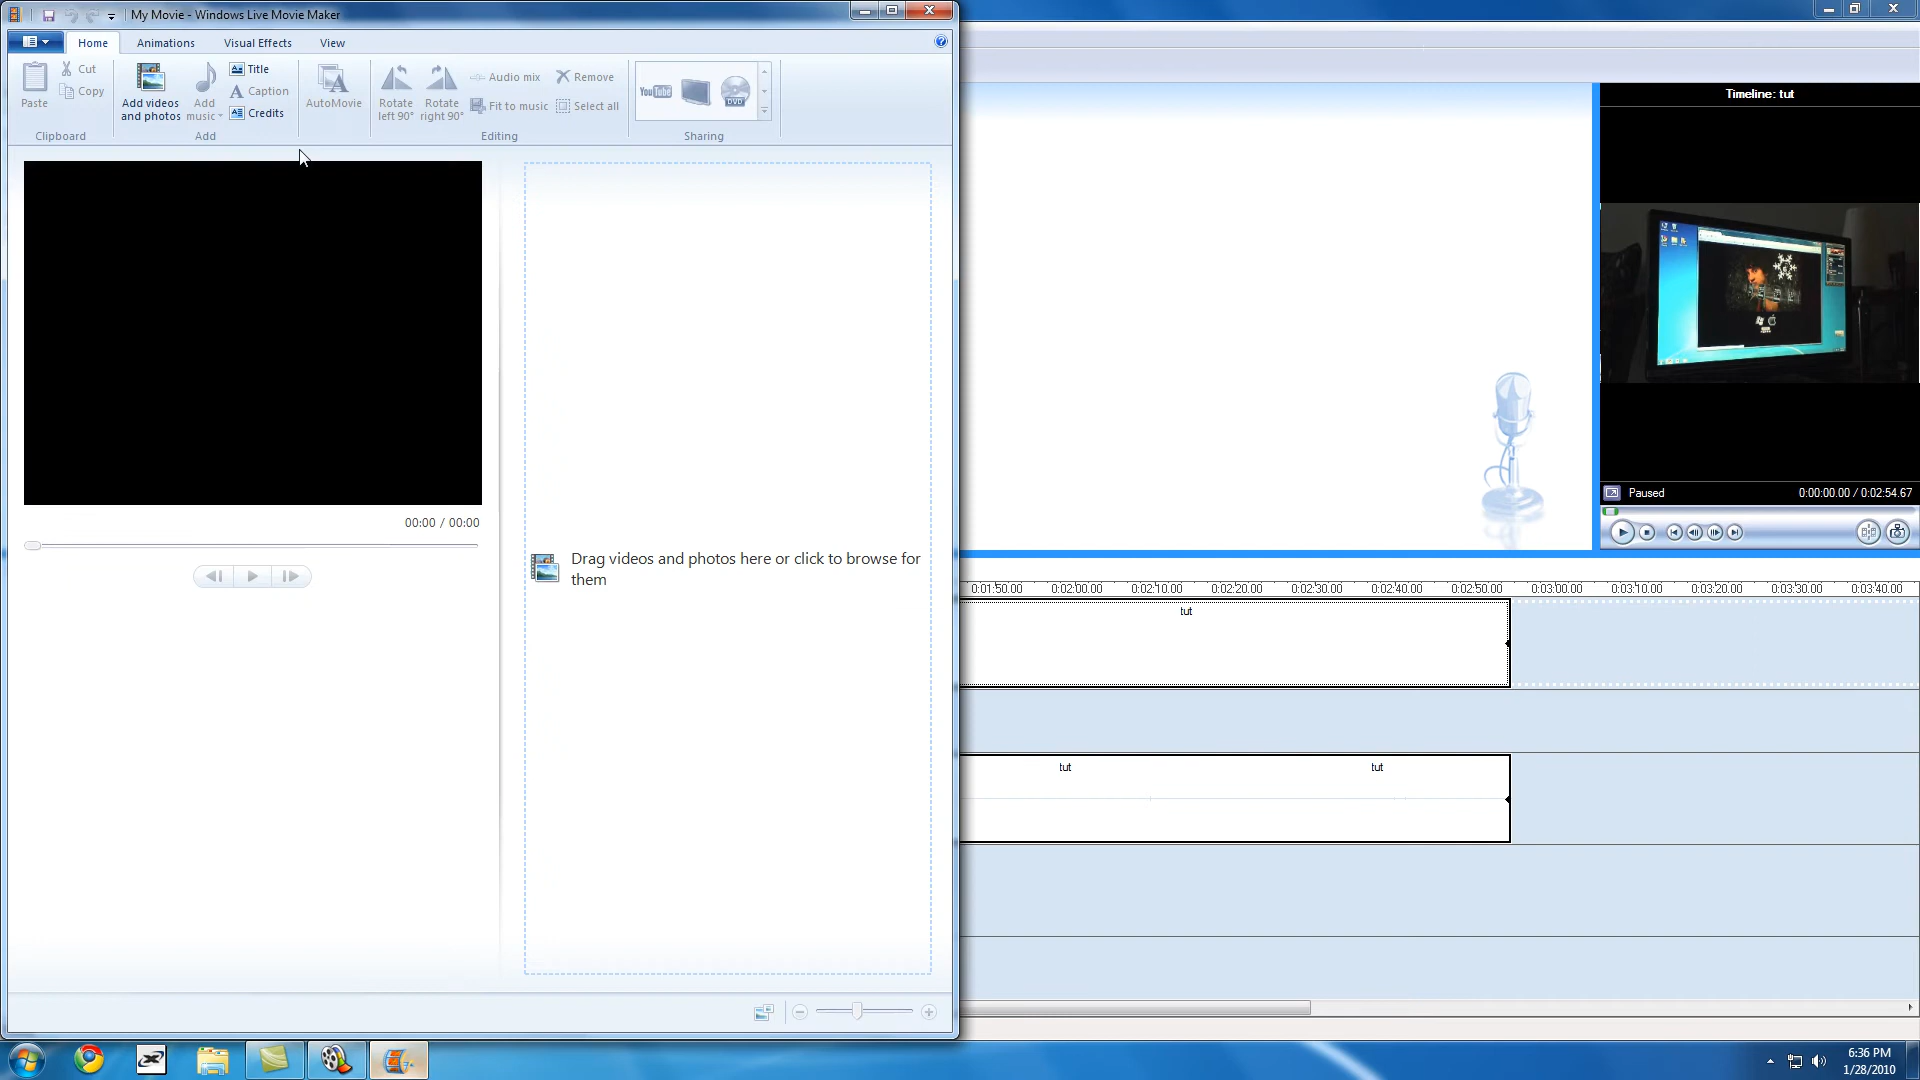 My Movie - Windows Live Movie Maker
Home
Animations
Visual Effects
View
Paste
Cut
Copy
Clipboard
Add videos
and photos
Add
music
Title
Caption
Credits
Add
AutoMovie
Rotate
left 90°
Rotate
right 90°
Audio mix
Fit to music
Remove
Select all
Editing
YouTube
DVD
Sharing
00:00 / 00:00
Drag videos and photos here or click to browse for
them
Timeline: tut
Paused
0:00:00.00 / 0:02:54.67
0:01:50.00 0:02:00.00 0:02:10.00 0:02:20.00 0:02:30.00 0:02:40.00 0:02:50.00 0:03:00.00 0:03:10.00 0:03:20.00 0:03:30.00 0:03:40.00
tut
tut
tut
6:36 PM
1/28/2010